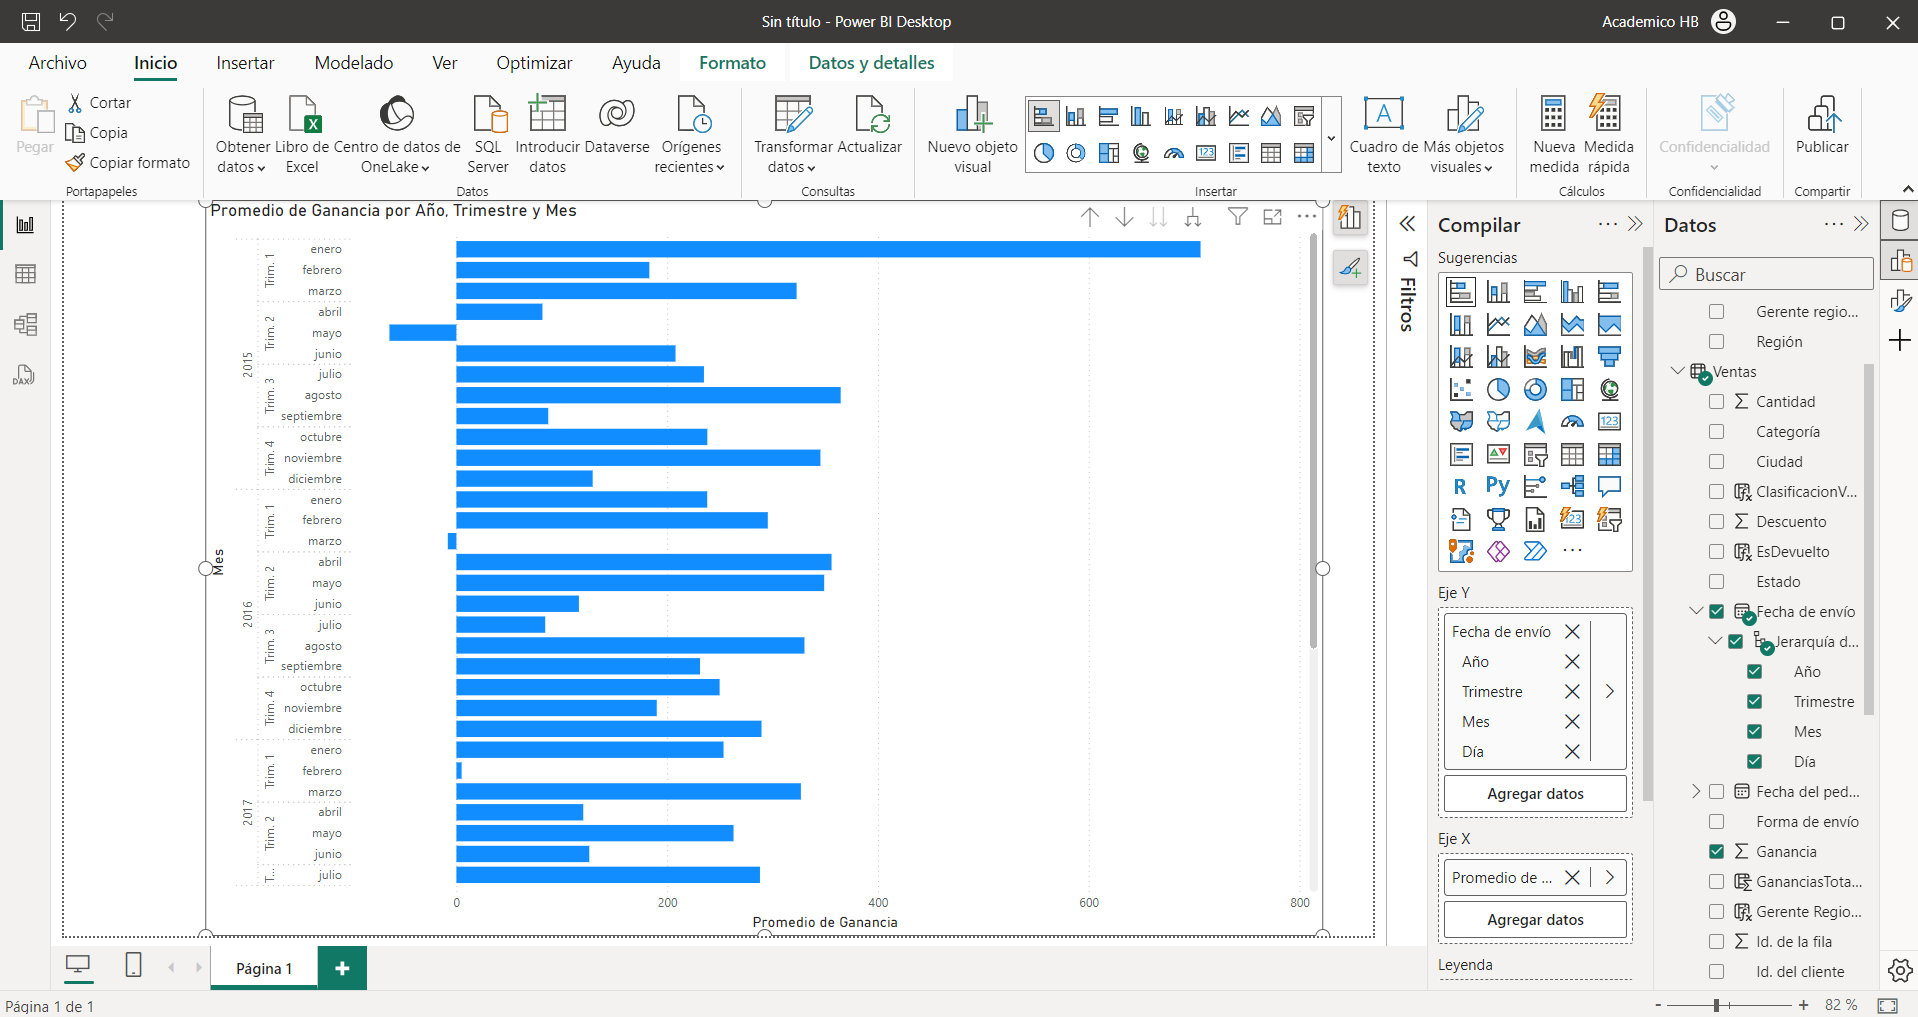 Sin título - Power BI Desktop
Academico HB
Archivo
Inicio
Insertar
Modelado
Ver
Optimizar
Ayuda
Formato
Datos y detalles
Pegar
Cortar
Copia
Copiar formato
Portapapeles
Obtener datos
Libro de Excel
Centro de datos de OneLake
SQL Server
Introducir datos
Dataverse
Orígenes recientes
Datos
Transformar datos
Actualizar
Consultas
Nuevo objeto visual
Insertar
Cuadro de texto
Más objetos visuales
Nueva medida
Medida rápida
Cálculos
Confidencialidad
Confidencialidad
Publicar
Compartir
Promedio de Ganancia por Año, Trimestre y Mes
Mes
2015
Trim. 1
enero
febrero
marzo
Trim. 2
abril
mayo
junio
Trim. 3
julio
agosto
septiembre
Trim. 4
octubre
noviembre
diciembre
2016
Trim. 1
enero
febrero
marzo
Trim. 2
abril
mayo
junio
Trim. 3
julio
agosto
septiembre
Trim. 4
octubre
noviembre
diciembre
2017
Trim. 1
enero
febrero
marzo
Trim. 2
abril
mayo
junio
T...
julio
0
200
400
600
800
Promedio de Ganancia
Filtros
Compilar
Sugerencias
123
R
Py
123
Eje Y
Fecha de envío
Año
Trimestre
Mes
Día
Agregar datos
Eje X
Promedio de ...
Agregar datos
Leyenda
Datos
Buscar
Gerente regio...
Región
Ventas
Cantidad
Categoría
Ciudad
ClasificacionV...
Descuento
EsDevuelto
Estado
Fecha de envío
Jerarquía d...
Año
Trimestre
Mes
Día
Fecha del ped...
Forma de envío
Ganancia
GananciasTota...
Gerente Regio...
Id. de la fila
Id. del cliente
DAX
Página 1
Página 1 de 1
82 %